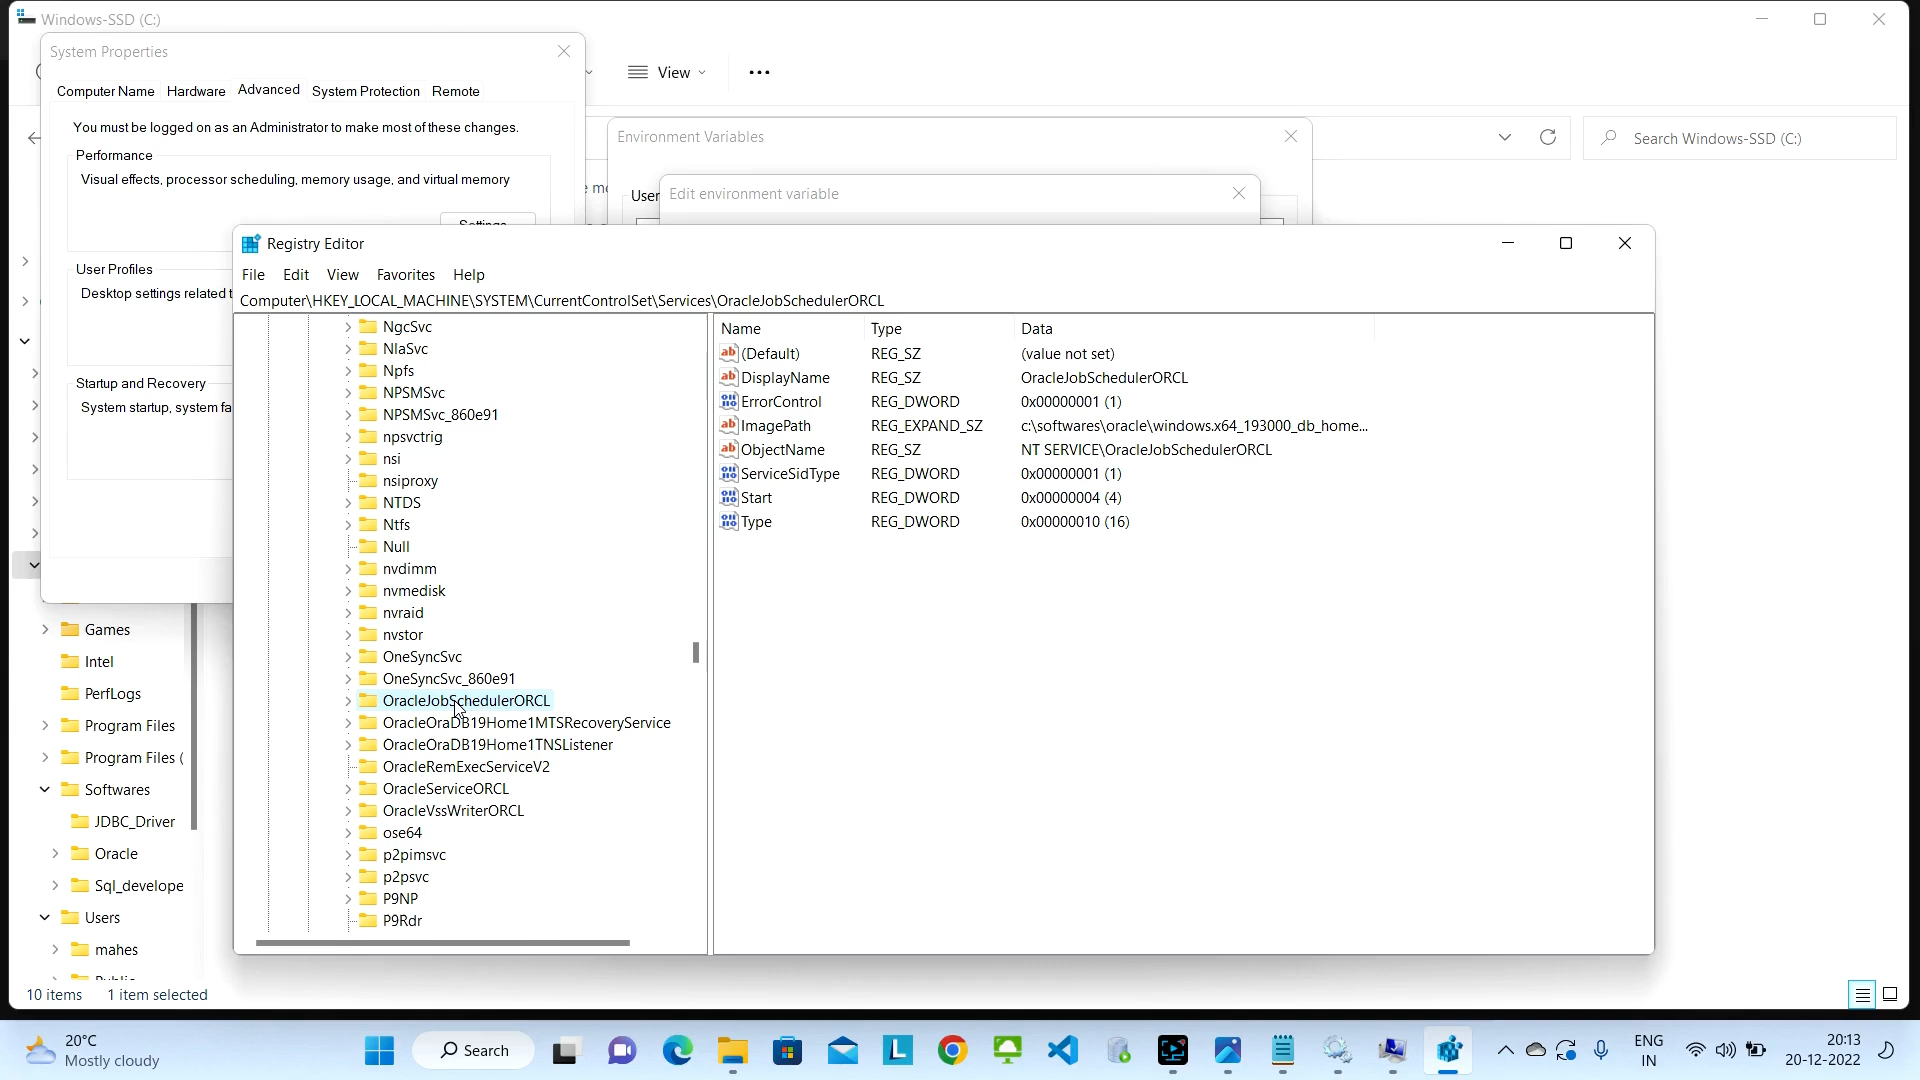 Windows-SSD (C:)
System Properties
View
Computer Name
Hardware
Advanced
System Protection
Remote
You must be logged on as an Administrator to make most of these changes.
Performance
Visual effects, processor scheduling, memory usage, and virtual memory
User Profiles
Desktop settings related t
Startup and Recovery
System startup, system fa
Environment Variables
User
Edit environment variable
Search Windows-SSD (C:)
Registry Editor
File Edit View Favorites Help
Computer\HKEY_LOCAL_MACHINE\SYSTEM\CurrentControlSet\Services\OracleJobSchedulerORCL
NgcSvc
NlaSvc
Npfs
NPSMSvc
NPSMSvc_860e91
npsvctrig
nsi
nsiproxy
NTDS
Ntfs
Null
nvdimm
nvmedisk
nvraid
nvstor
OneSyncSvc
OneSyncSvc_860e91
OracleJobSchedulerORCL
OracleOraDB19Home1MTSRecoveryService
OracleOraDB19Home1TNSListener
OracleRemExecServiceV2
OracleServiceORCL
OracleVssWriterORCL
ose64
p2pimsvc
p2psvc
P9NP
P9Rdr
Name Type Data
(Default) REG_SZ (value not set)
DisplayName REG_SZ OracleJobSchedulerORCL
ErrorControl REG_DWORD 0x00000001 (1)
ImagePath REG_EXPAND_SZ c:\softwares\oracle\windows.x64_193000_db_home...
ObjectName REG_SZ NT SERVICE\OracleJobSchedulerORCL
ServiceSidType REG_DWORD 0x00000001 (1)
Start REG_DWORD 0x00000004 (4)
Type REG_DWORD 0x00000010 (16)
Games
Intel
PerfLogs
Program Files
Program Files (
Softwares
JDBC_Driver
Oracle
Sql_develope
Users
mahes
10 items 1 item selected
20°C
Mostly cloudy
Search
ENG
IN
20:13
20-12-2022